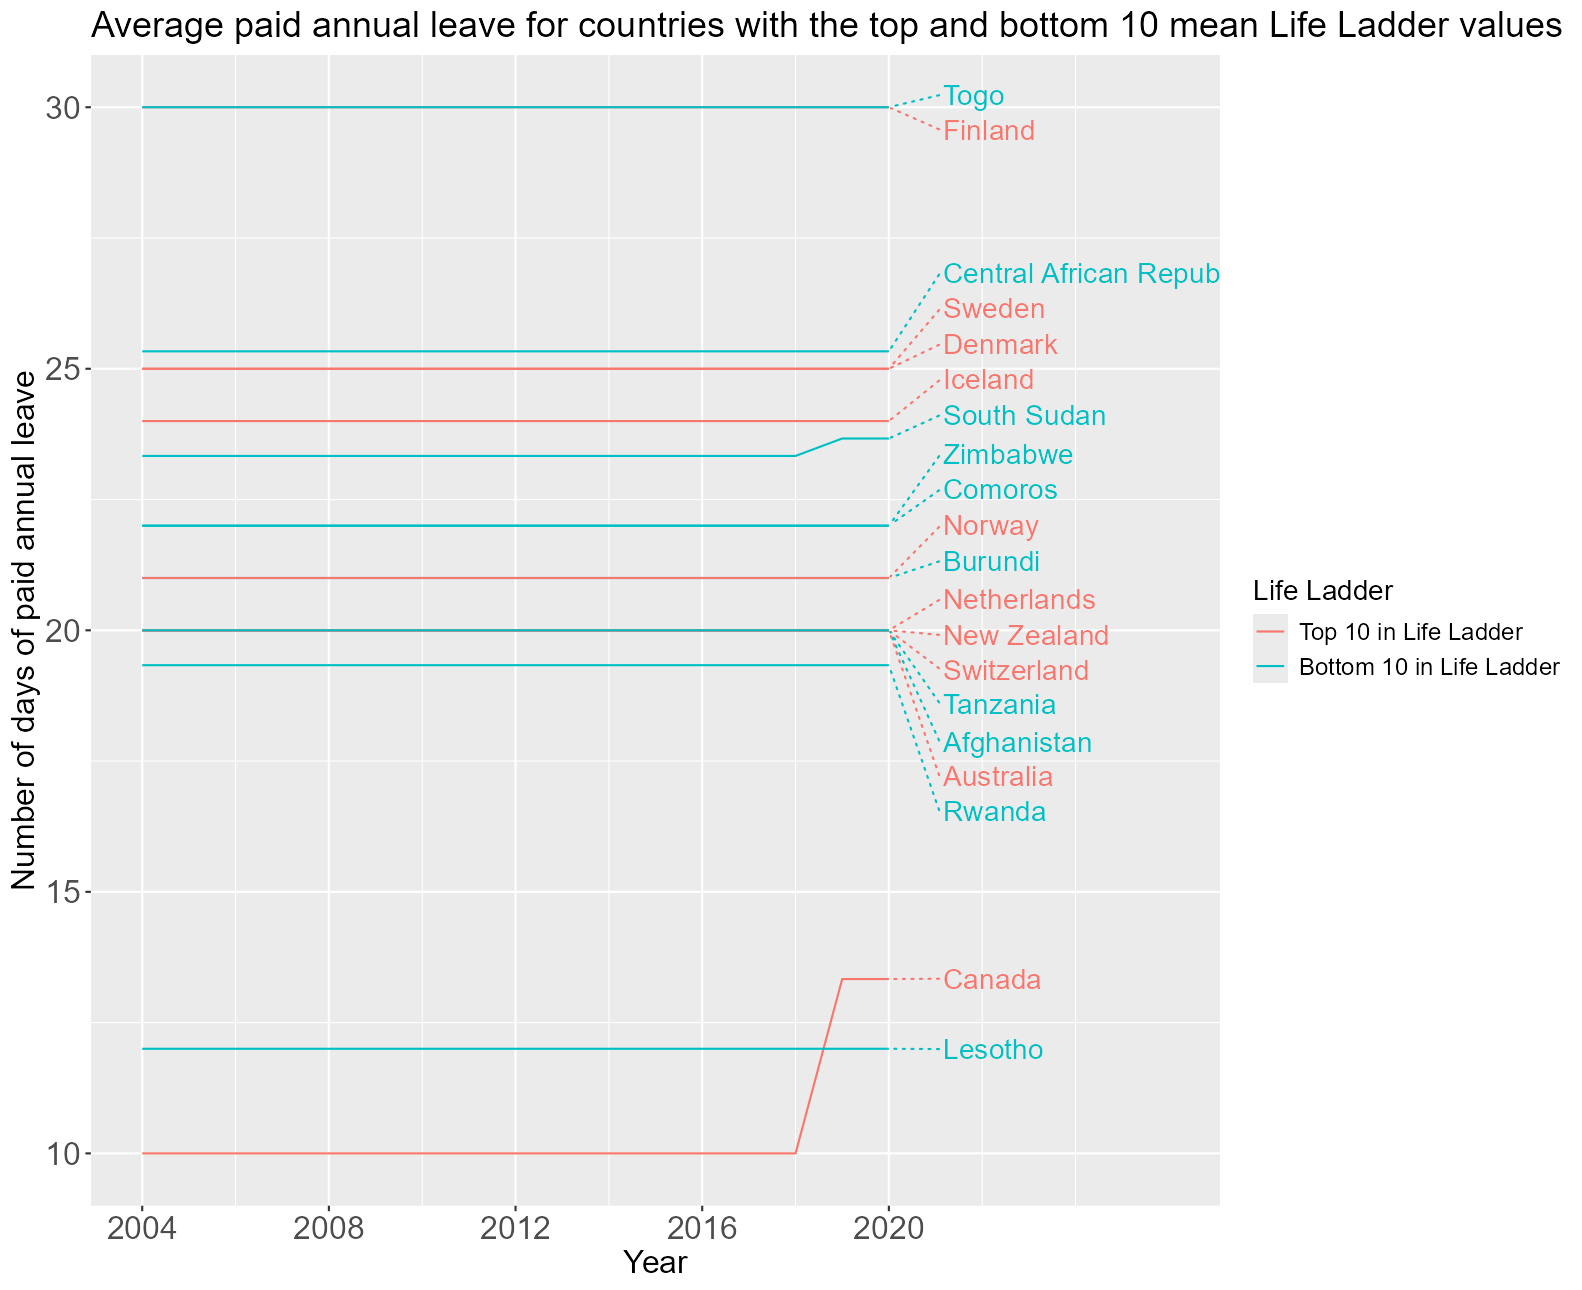 Average paid annual leave for countries with the top and bottom 10 mean Life Ladder values
Number of days of paid annual leave
30
25
20
15
10
Togo
Finland
Central African Repub
Sweden
Denmark
Iceland
South Sudan
Zimbabwe
Comoros
Norway
Burundi
Netherlands
New Zealand
Switzerland
Tanzania
Afghanistan
Australia
Rwanda
Canada
Lesotho
2004 2008 2012 2016 2020
Year
Life Ladder
Top 10 in Life Ladder
Bottom 10 in Life Ladder